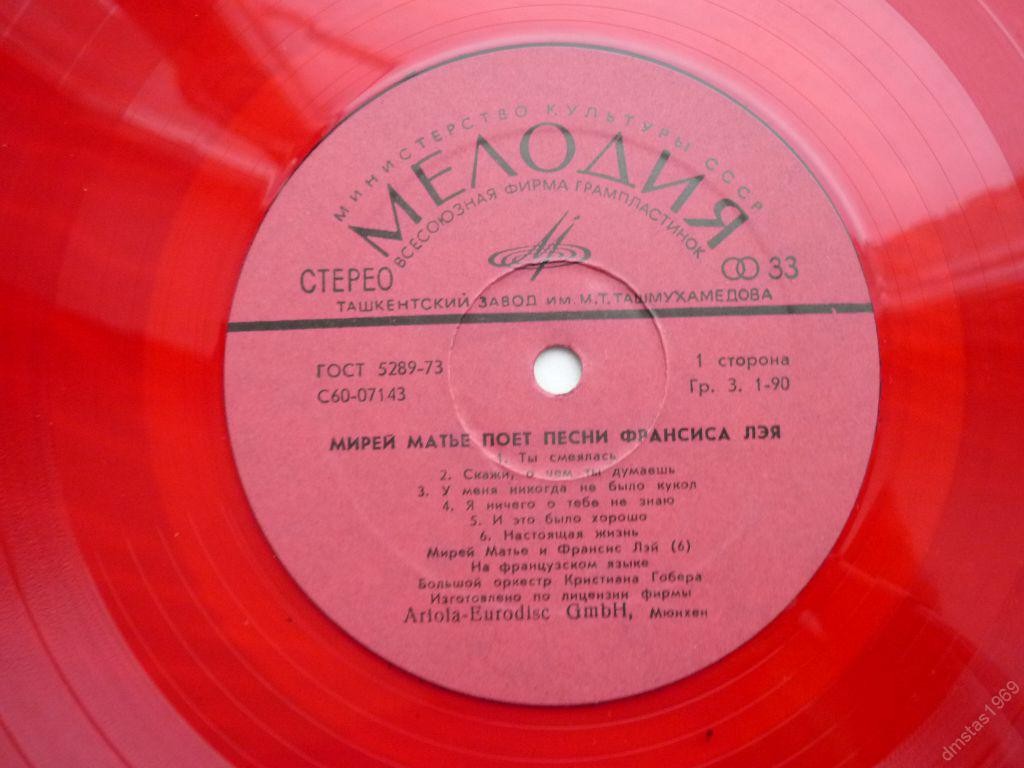 МИНИСТЕРСТВО КУЛЬТУРЫ СССР
МЕЛОДИЯ
ВСЕСОЮЗНАЯ ФИРМА ГРАМПЛАСТИНОК
СТЕРЕО 33
ТАШКЕНТСКИЙ ЗАВОД ИМ. М.Т. ТАШМУХАМЕДОВА
ГОСТ 5289-73 1 сторона
С60-07143 Гр. 3. 1-90
МИРЕЙ МАТЬЕ ПОЕТ ПЕСНИ ФРАНСИСА ЛЭЯ
1. Ты смеялась
2. Скажи, о чем ты думаешь
3. У меня никогда не было кукол
4. Я ничего о тебе не знаю
5. И это было хорошо
6. Настоящая жизнь
Мирей Матье и Франсис Лэй (6)
На французском языке
Большой оркестр Кристиана Гобера
Изготовлено по лицензии фирмы
Ariola-Eurodisc GmbH, Мюнхен
dmstas1969